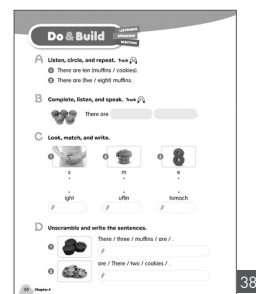 Do & Build
LISTENING
SPEAKING
WRITING
A Listen, circle, and repeat. Track
1 There are ten (muffins / cookies).
2 There are (five / eight) muffins.
B Complete, listen, and speak. Track
There are
C Look, match, and write.
1 2 3
s m e
ight uffin tomach
D Unscramble and write the sentences.
1 There / three / muffins / are / .
2 are / There / two / cookies / .
88 Chapter 6
38